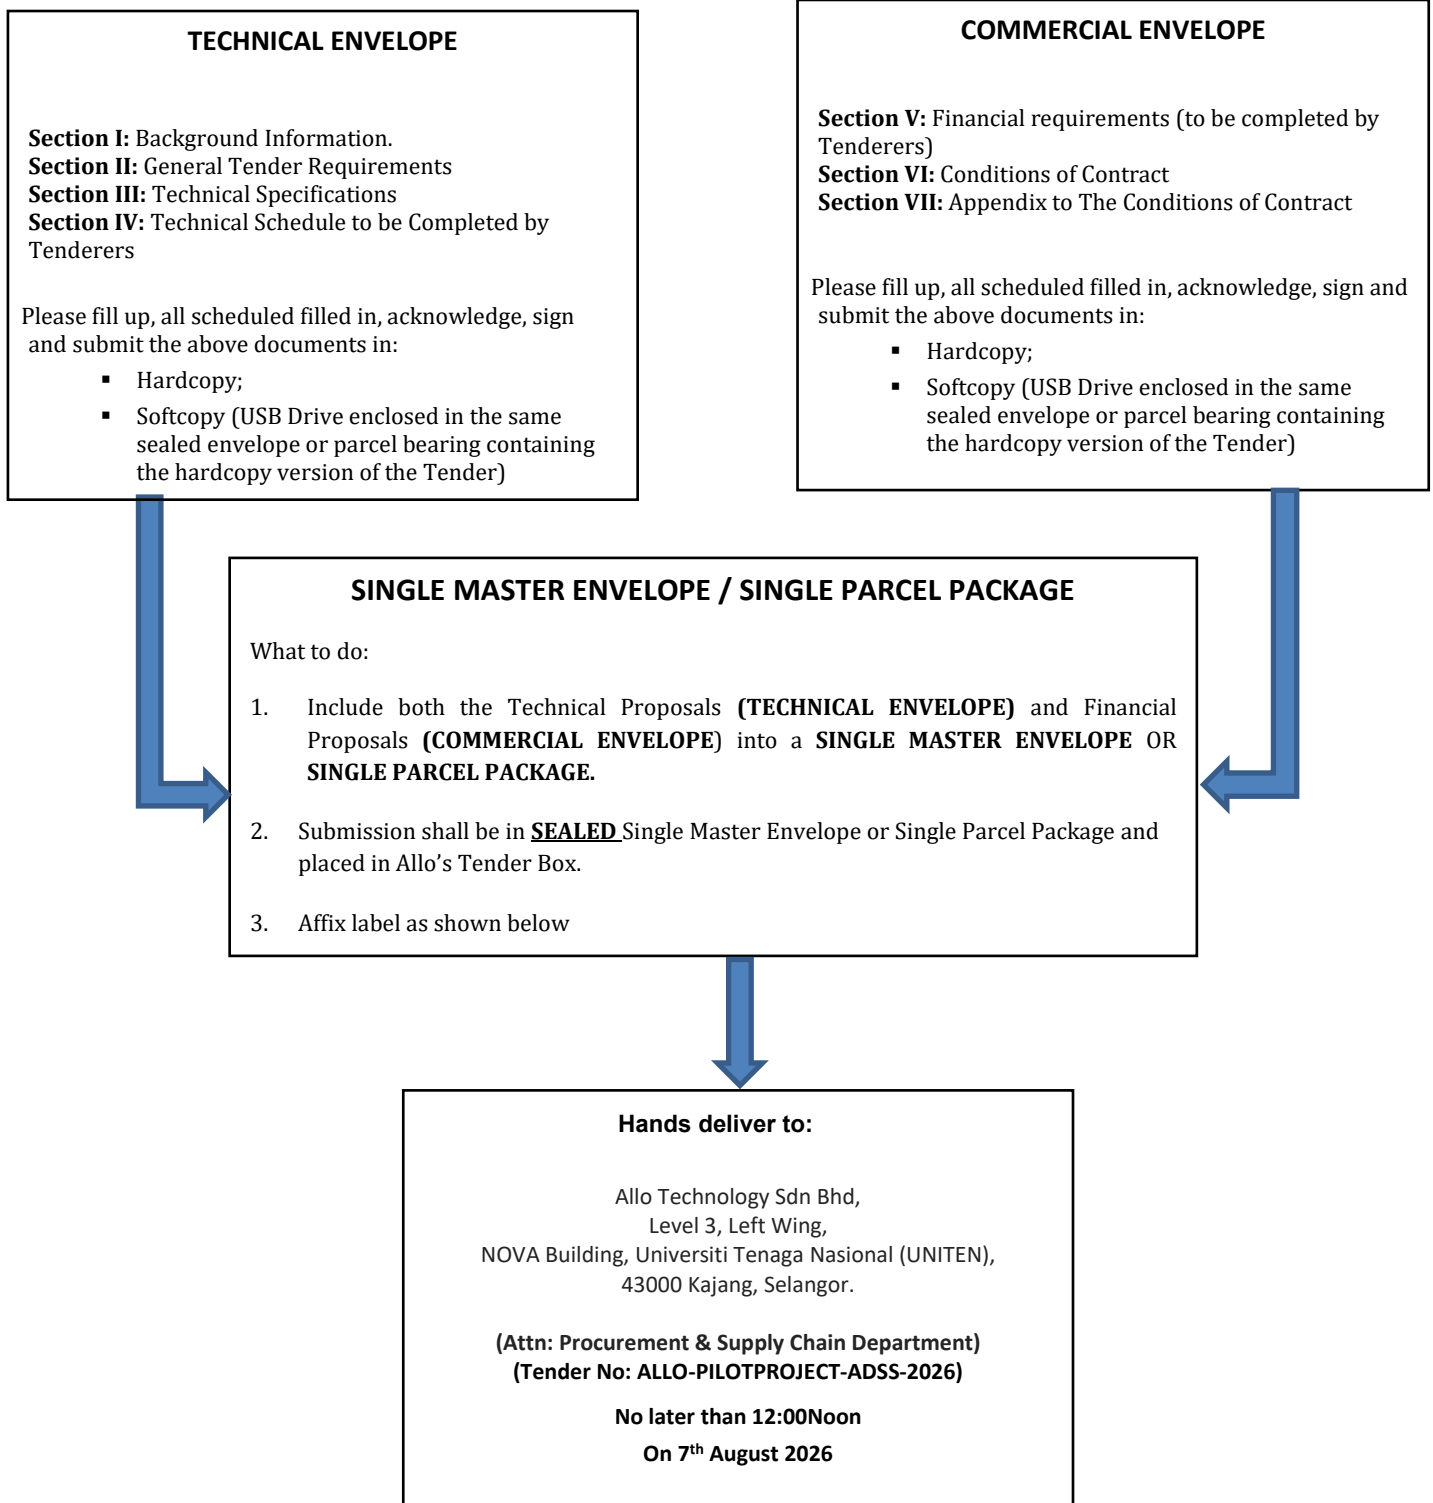 TECHNICAL ENVELOPE
Section I: Background Information.
Section II: General Tender Requirements
Section III: Technical Specifications
Section IV: Technical Schedule to be Completed by
Tenderers
Please fill up, all scheduled filled in, acknowledge, sign
and submit the above documents in:
▪ Hardcopy;
▪ Softcopy (USB Drive enclosed in the same
sealed envelope or parcel bearing containing
the hardcopy version of the Tender)
COMMERCIAL ENVELOPE
Section V: Financial requirements (to be completed by
Tenderers)
Section VI: Conditions of Contract
Section VII: Appendix to The Conditions of Contract
Please fill up, all scheduled filled in, acknowledge, sign and
submit the above documents in:
▪ Hardcopy;
▪ Softcopy (USB Drive enclosed in the same
sealed envelope or parcel bearing containing
the hardcopy version of the Tender)
SINGLE MASTER ENVELOPE / SINGLE PARCEL PACKAGE
What to do:
1. Include both the Technical Proposals (TECHNICAL ENVELOPE) and Financial
Proposals (COMMERCIAL ENVELOPE) into a SINGLE MASTER ENVELOPE OR
SINGLE PARCEL PACKAGE.
2. Submission shall be in SEALED Single Master Envelope or Single Parcel Package and
placed in Allo’s Tender Box.
3. Affix label as shown below
Hands deliver to:
Allo Technology Sdn Bhd,
Level 3, Left Wing,
NOVA Building, Universiti Tenaga Nasional (UNITEN),
43000 Kajang, Selangor.
(Attn: Procurement & Supply Chain Department)
(Tender No: ALLO-PILOTPROJECT-ADSS-2026)
No later than 12:00Noon
On 7th August 2026